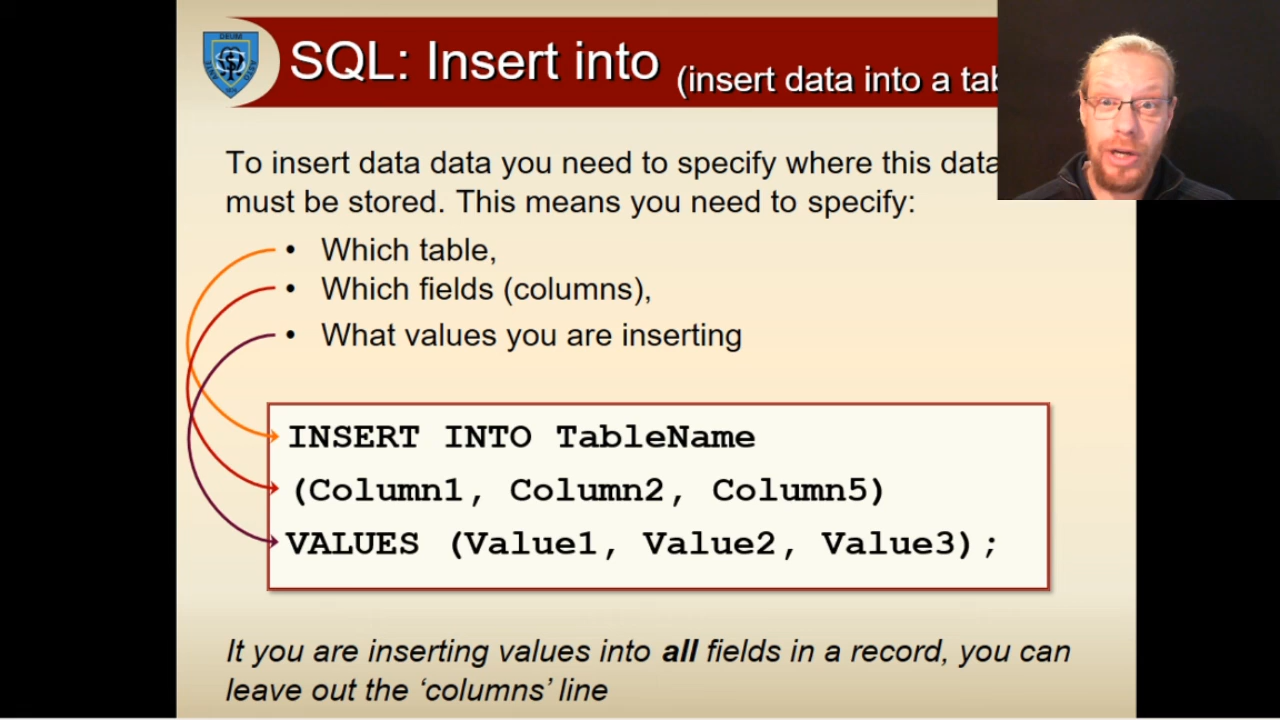 SQL: Insert into (insert data into a tab
To insert data data you need to specify where this data
must be stored. This means you need to specify:
• Which table,
• Which fields (columns),
• What values you are inserting
INSERT INTO TableName
(Column1, Column2, Column5)
VALUES (Value1, Value2, Value3);
It you are inserting values into all fields in a record, you can
leave out the ‘columns’ line